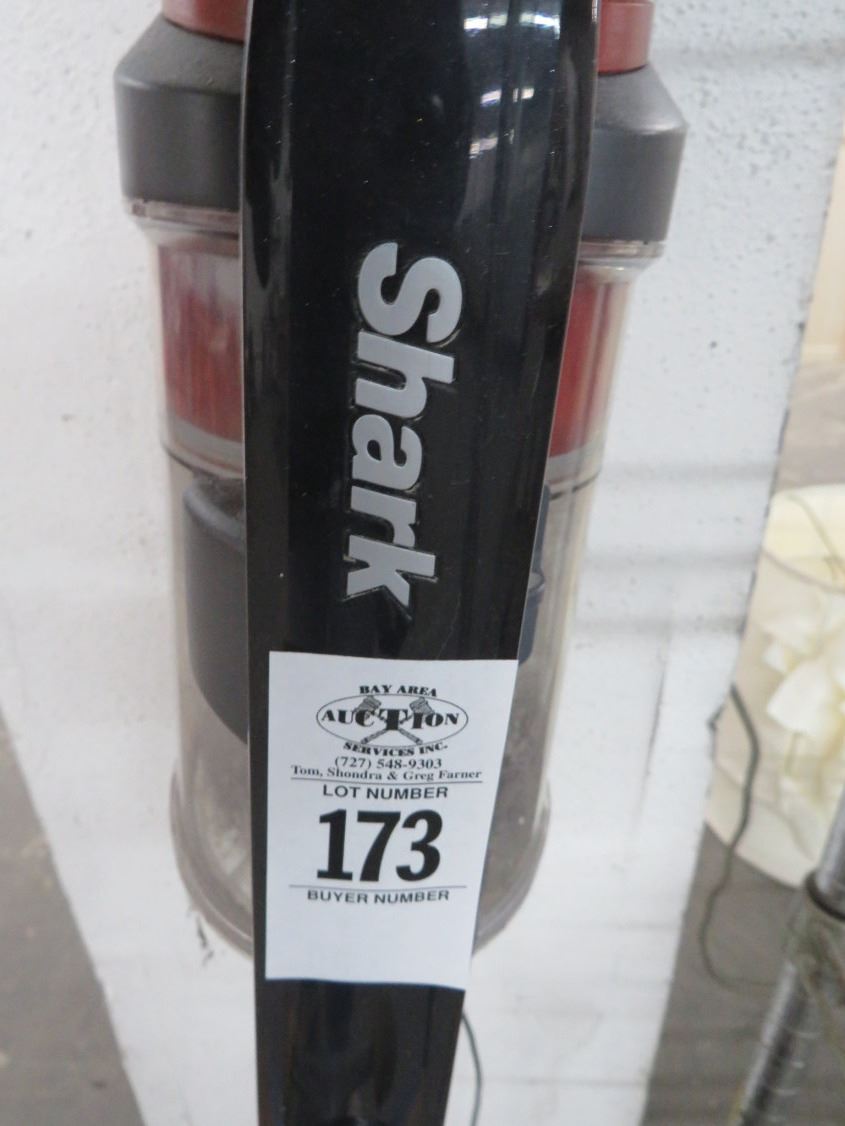 Shark
BAY AREA
AUCTION
SERVICES INC.
(727) 548-9303
Tom, Shondra & Greg Farner
LOT NUMBER
173
BUYER NUMBER